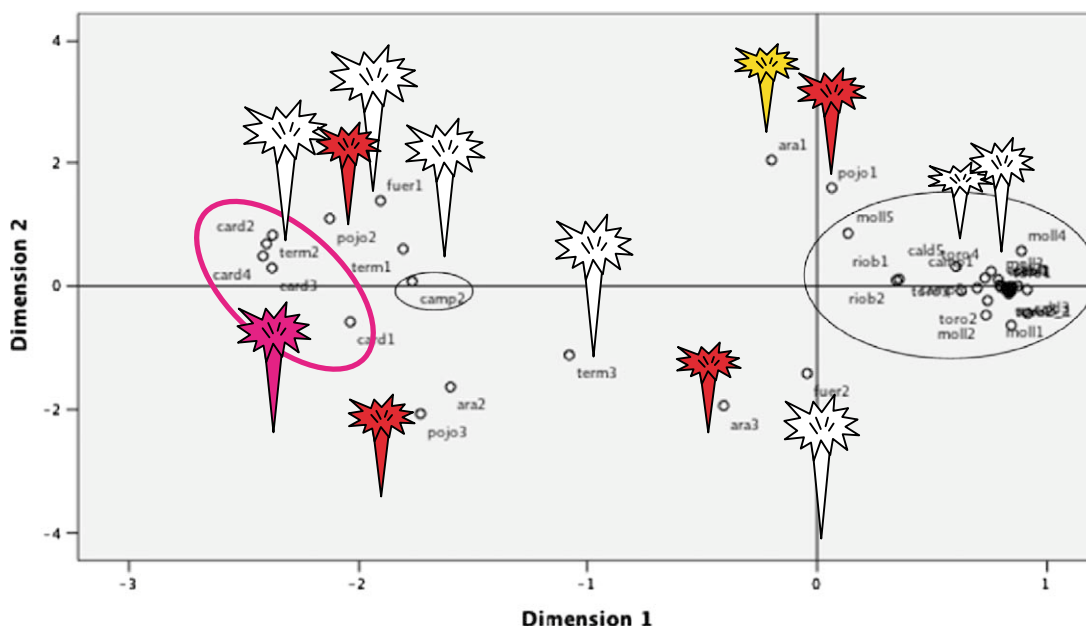 4
2
0
-2
-4
Dimension 2
-3
-2
-1
0
1
Dimension 1
ara1
pojo1
fuer1
card2
pojo2
term2
term1
card4
card3
camp2
card1
term3
ara2
pojo3
ara3
fuer2
moll5
moll4
cald5
toro4
riob1
riob2
toro2
moll2
moll1